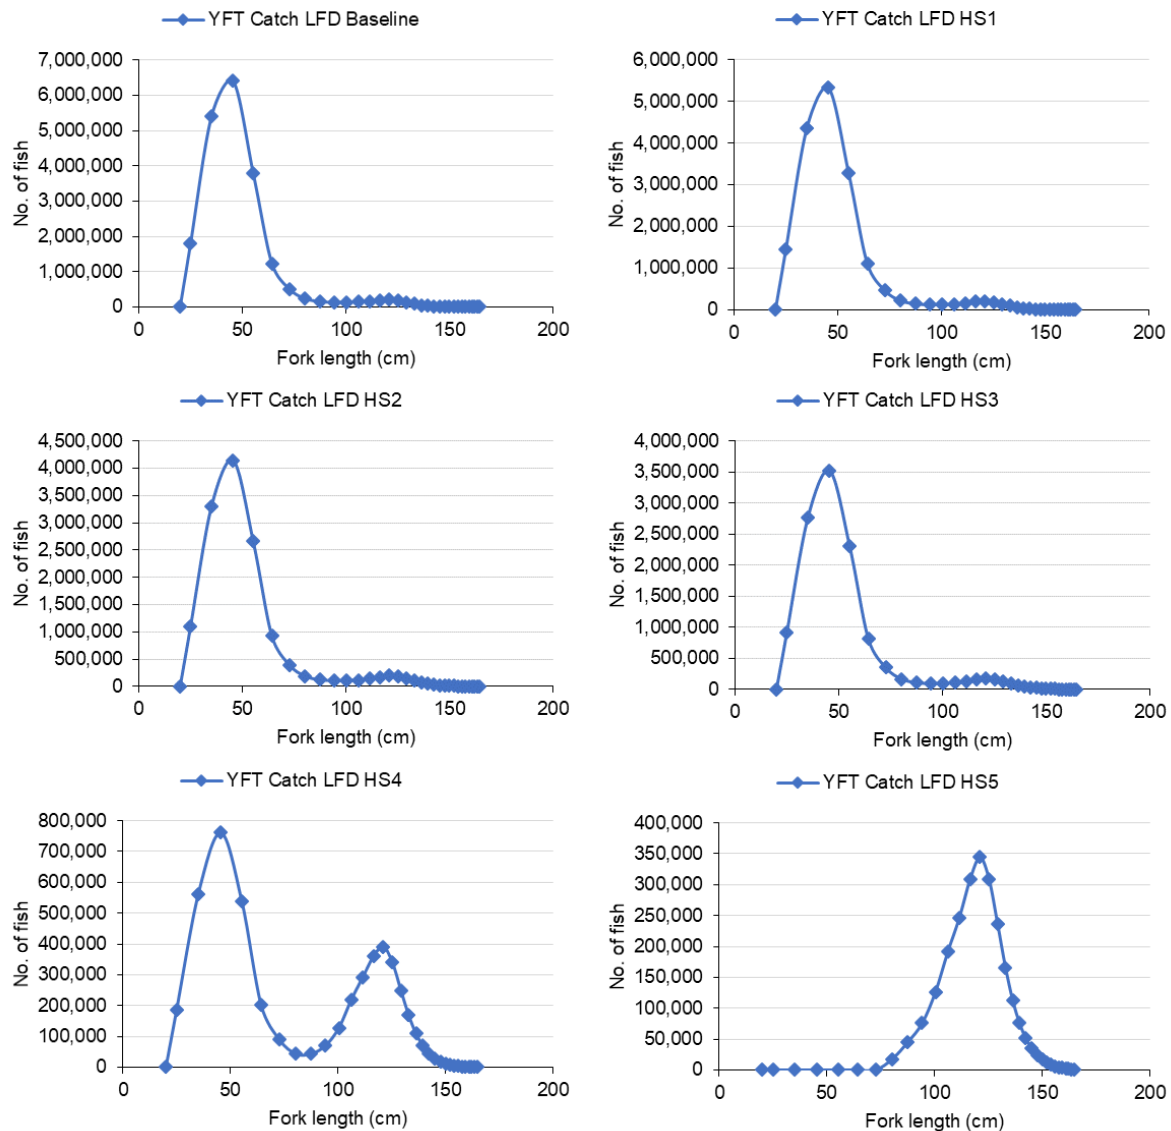 YFT Catch LFD Baseline
7,000,000
6,000,000
5,000,000
4,000,000
3,000,000
2,000,000
1,000,000
0
No. of fish
0 50 100 150 200
Fork length (cm)
YFT Catch LFD HS1
6,000,000
5,000,000
4,000,000
3,000,000
2,000,000
1,000,000
0
No. of fish
0 50 100 150 200
Fork length (cm)
YFT Catch LFD HS2
4,500,000
4,000,000
3,500,000
3,000,000
2,500,000
2,000,000
1,500,000
1,000,000
500,000
0
No. of fish
0 50 100 150 200
Fork length (cm)
YFT Catch LFD HS3
4,000,000
3,500,000
3,000,000
2,500,000
2,000,000
1,500,000
1,000,000
500,000
0
No. of fish
0 50 100 150 200
Fork length (cm)
YFT Catch LFD HS4
800,000
700,000
600,000
500,000
400,000
300,000
200,000
100,000
0
No. of fish
0 50 100 150 200
Fork length (cm)
YFT Catch LFD HS5
400,000
350,000
300,000
250,000
200,000
150,000
100,000
50,000
0
No. of fish
0 50 100 150 200
Fork length (cm)